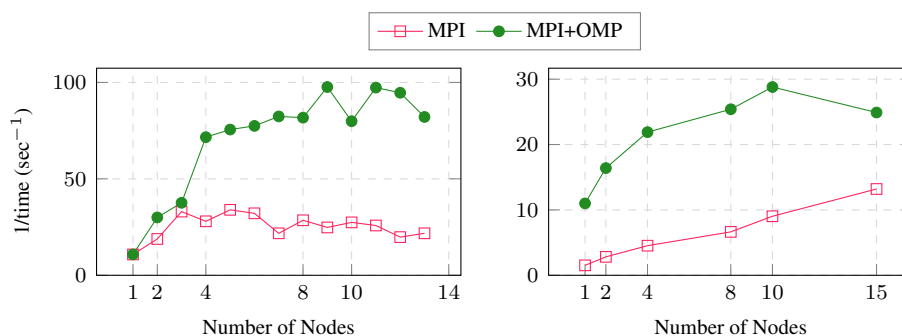 MPI MPI+OMP
1/time (sec⁻¹)
100
50
0
1 2 4 8 10 14
Number of Nodes
30
20
10
0
1 2 4 8 10 15
Number of Nodes